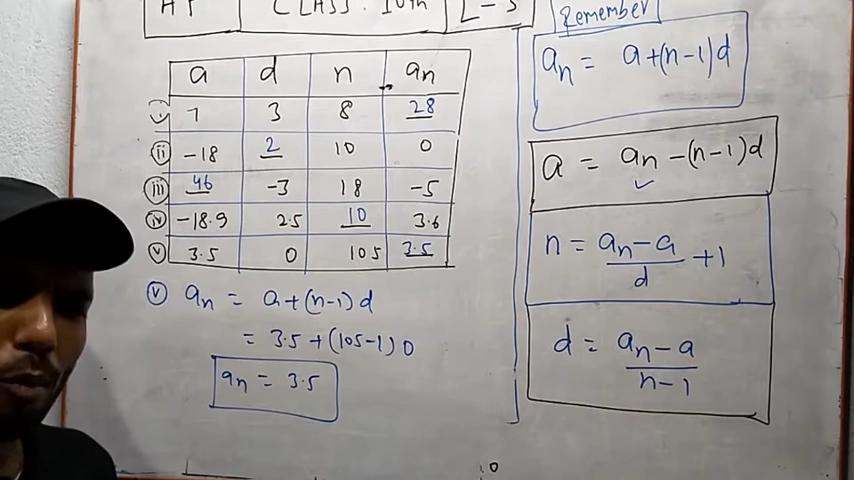 AP CLASS. 10th L-5
Remember
a d n an
(i) 7 3 8 28
(ii) -18 2 10 0
(iii) 46 -3 18 -5
(iv) -18.9 2.5 10 3.6
(v) 3.5 0 105 3.5
(v) an = a+(n-1)d
= 3.5+(105-1)0
an = 3.5
an = a+(n-1)d
a = an-(n-1)d
n = an-a/d +1
d = an-a/n-1